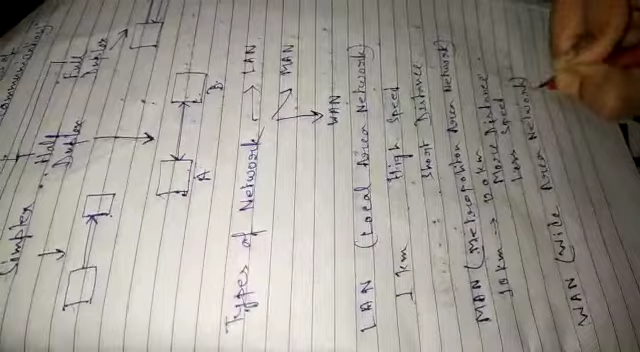 Simplex
Half Duplex
Full Duplex
A
B
Types of Network → LAN
MAN
WAN
LAN (Local Area Network)
1 km
High Speed
Short Distance
MAN (Metropolitan Area Network)
10 km →
More Distance
Less Speed
WAN (Wide Area Network)